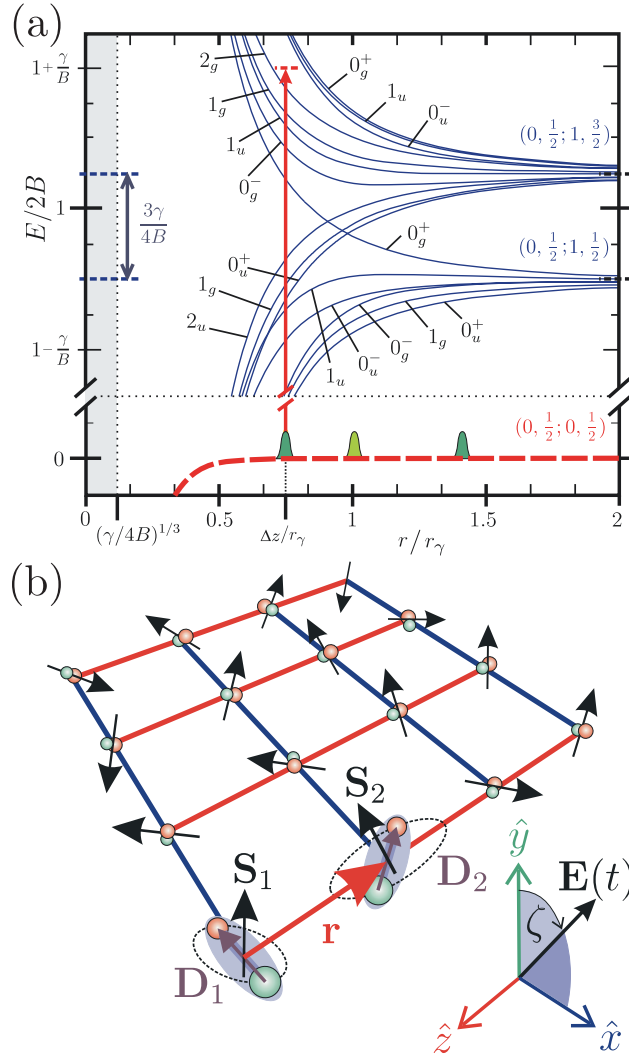 (a)
E/2B
1+γ/B
1
1−γ/B
0
3γ/4B
2_g
1_g
1_u
0_g^-
0_g^+
1_u
0_u^-
(0, 1/2; 1, 3/2)
0_g^+
(0, 1/2; 1, 1/2)
0_u^+
1_g
2_u
1_u
0_u^-
0_g^-
1_g
0_u^+
(0, 1/2; 0, 1/2)
0
(γ/4B)^{1/3}
0.5
Δz/r_γ
1
r/r_γ
1.5
2
(b)
S_2
S_1
D_2
r
D_1
ŷ
E(t)
ζ
ẑ
x̂